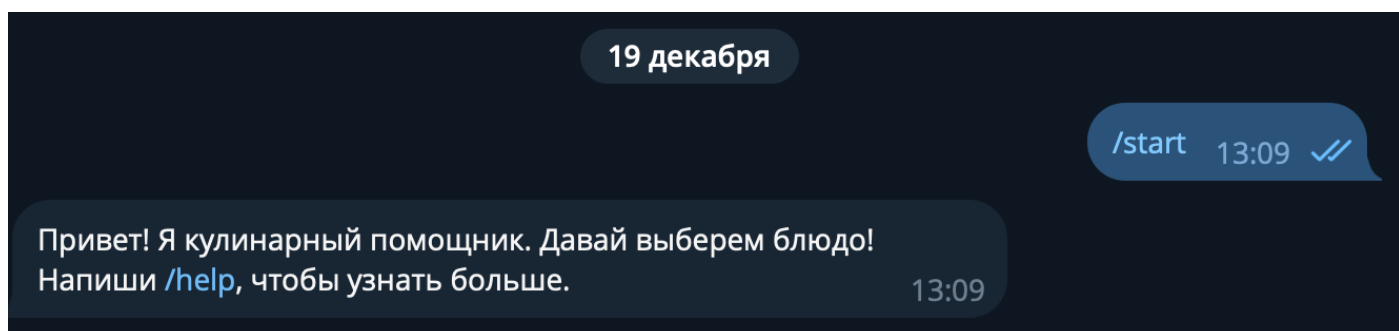 19 декабря
/start 13:09
Привет! Я кулинарный помощник. Давай выберем блюдо!
Напиши /help, чтобы узнать больше. 13:09